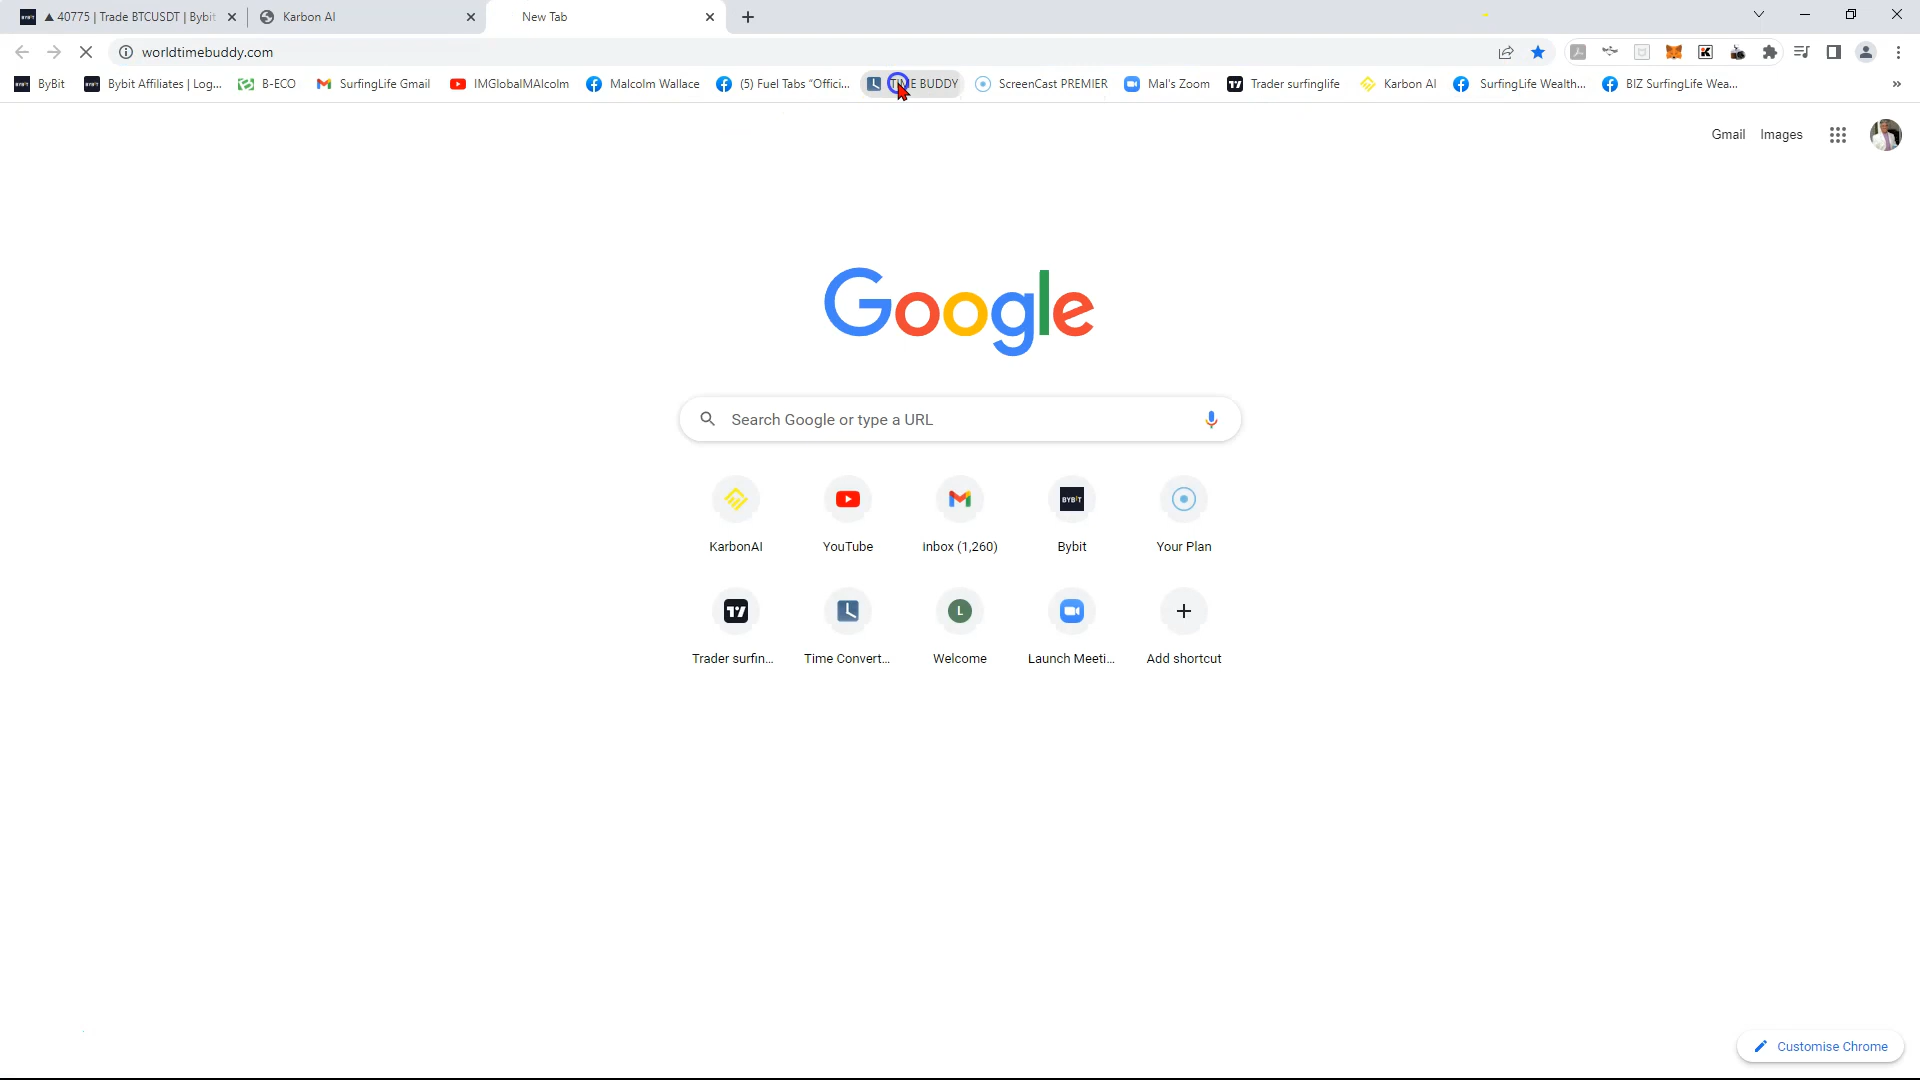 ▲ 40775 | Trade BTCUSDT | Bybit
Karbon AI
New Tab
worldtimebuddy.com
ByBit
Bybit Affiliates | Log...
B-ECO
SurfingLife Gmail
IMGlobalMAlcolm
Malcolm Wallace
(5) Fuel Tabs “Offici...
TIME BUDDY
ScreenCast PREMIER
Mal's Zoom
Trader surfinglife
Karbon AI
SurfingLife Wealth...
BIZ SurfingLife Wea...
»
Gmail
Images
Google
Search Google or type a URL
KarbonAI
YouTube
Inbox (1,260)
BYBIT
Bybit
Your Plan
Trader surfin...
Time Convert...
L
Welcome
Launch Meeti...
Add shortcut
Customise Chrome